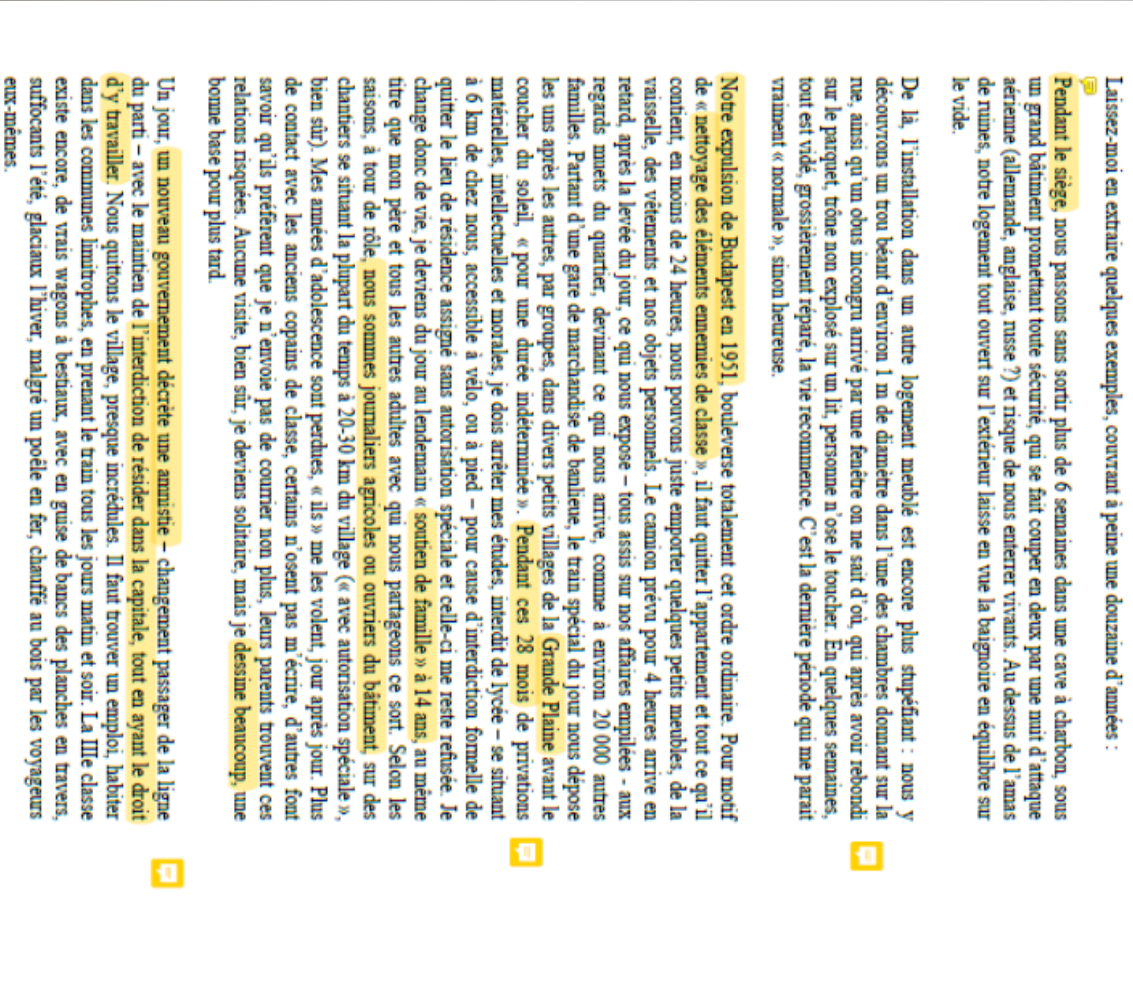 Laissez-moi en extraire quelques exemples, couvrant à peine une douzaine d'années :
Pendant le siège, nous passons sans sortir plus de 6 semaines dans une cave à charbon, sous
un grand bâtiment promettant toute sécurité, qui se fait couper en deux par une nuit d'attaque
aérienne (allemande, anglaise, russe ?) et risque de nous enterrer vivants. Au dessus de l'amas
de ruines, notre logement tout ouvert sur l'extérieur laisse en vue la baignoire en équilibre sur
le vide.
De là, l'installation dans un autre logement meublé est encore plus stupéfiant : nous y
découvrons un trou béant d'environ 1 m de diamètre dans l'une des chambres donnant sur la
rue, ainsi qu'un obus incongru arrivé par une fenêtre on ne sait d'où, qui après avoir rebondi
sur le parquet, trône non explosé sur un lit, personne n'ose le toucher. En quelques semaines,
tout est vidé, grossièrement réparé, la vie recommence. C'est la dernière période qui me parait
vraiment « normale », sinon heureuse.
Notre expulsion de Budapest en 1951, bouleverse totalement cet ordre ordinaire. Pour motif
de « nettoyage des éléments ennemies de classe », il faut quitter l'appartement et tout ce qu'il
contient, en moins de 24 heures, nous pouvons juste emporter quelques petits meubles, de la
vaisselle, des vêtements et nos objets personnels. Le camion prévu pour 4 heures arrive en
retard, après la levée du jour, ce qui nous expose – tous assis sur nos affaires empilées - aux
regards muets du quartier, devinant ce qui nous arrive, comme à environ 20 000 autres
familles. Partant d'une gare de marchandise de banlieue, le train spécial du jour nous dépose
les uns après les autres, par groupes, dans divers petits villages de la Grande Plaine avant le
coucher du soleil, « pour une durée indéterminée ». Pendant ces 28 mois de privations
matérielles, intellectuelles et morales, je dois arrêter mes études, interdit de lycée – se situant
à 6 km de chez nous, accessible à vélo, ou à pied – pour cause d'interdiction formelle de
quitter le lieu de résidence assigné sans autorisation spéciale et celle-ci me reste refusée. Je
change donc de vie, je deviens du jour au lendemain « soutien de famille » à 14 ans, au même
titre que mon père et tous les autres adultes avec qui nous partageons ce sort. Selon les
saisons, à tour de rôle, nous sommes journaliers agricoles ou ouvriers du bâtiment, sur des
chantiers se situant la plupart du temps à 20-30 km du village (« avec autorisation spéciale »,
bien sûr). Mes années d'adolescence sont perdues, « ils » me les volent, jour après jour. Plus
de contact avec les anciens copains de classe, certains n'osent pas m'écrire, d'autres font
savoir qu'ils préfèrent que je n'envoie pas de courrier non plus, leurs parents trouvent ces
relations risquées. Aucune visite, bien sûr, je deviens solitaire, mais je dessine beaucoup, une
bonne base pour plus tard.
Un jour, un nouveau gouvernement décrète une amnistie – changement passager de la ligne
du parti – avec le maintien de l'interdiction de résider dans la capitale, tout en ayant le droit
d'y travailler. Nous quittons le village, presque incrédules. Il faut trouver un emploi, habiter
dans les communes limitrophes, en prenant le train tous les jours matin et soir. La IIIe classe
existe encore, de vrais wagons à bestiaux, avec en guise de bancs des planches en travers,
suffocants l'été, glaciaux l'hiver, malgré un poêle en fer, chauffé au bois par les voyageurs
eux-mêmes.